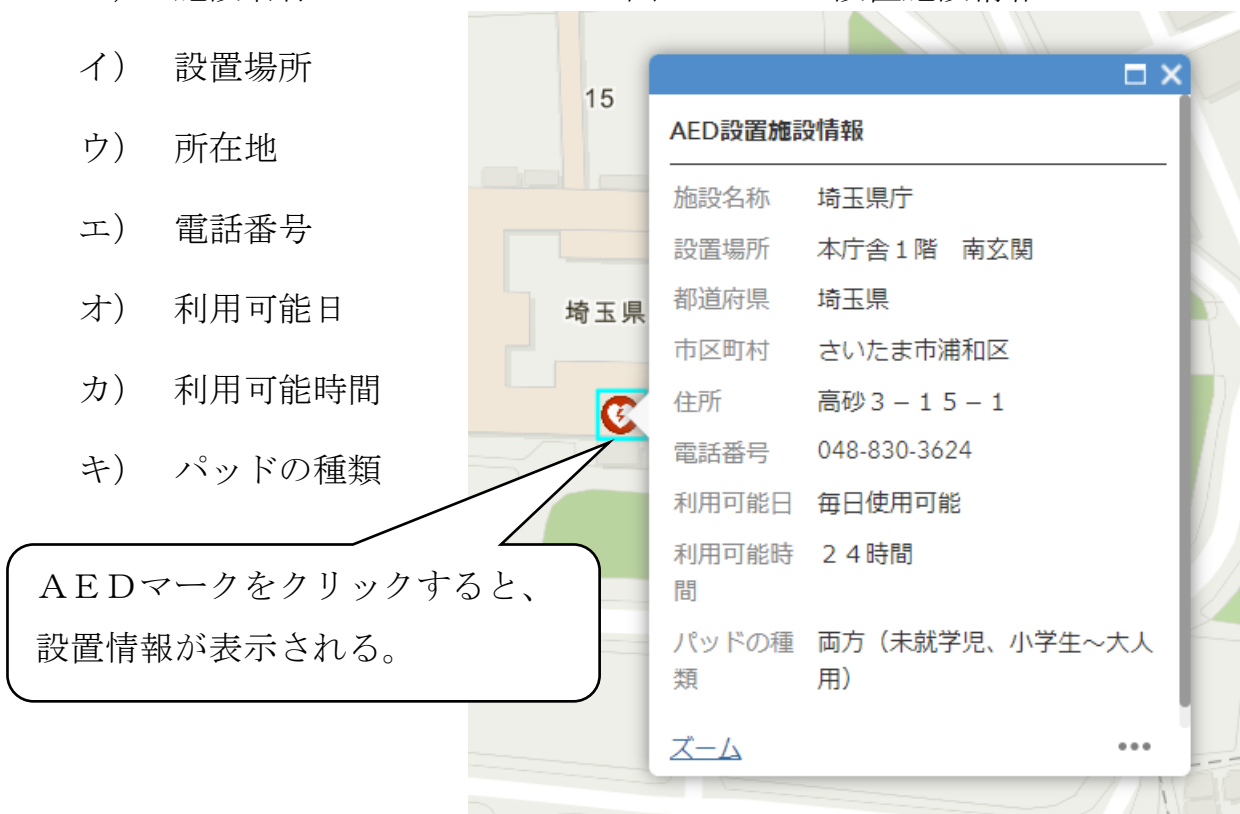 イ） 設置場所
ウ） 所在地
エ） 電話番号
オ） 利用可能日
カ） 利用可能時間
キ） パッドの種類
ＡＥＤマークをクリックすると、
設置情報が表示される。
15
埼玉県
AED設置施設情報
施設名称 埼玉県庁
設置場所 本庁舎１階　南玄関
都道府県 埼玉県
市区町村 さいたま市浦和区
住所 高砂３－１５－１
電話番号 048-830-3624
利用可能日 毎日使用可能
利用可能時 ２４時間
間
パッドの種 両方（未就学児、小学生～大人
類 用）
ズーム